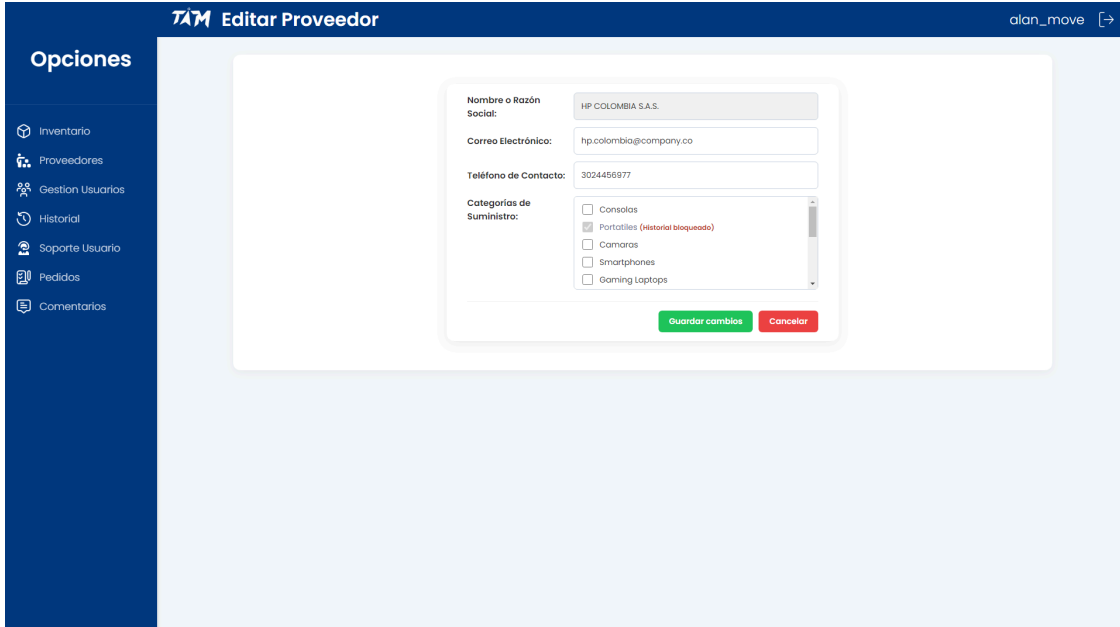 TAM Editar Proveedor
alan_move
Opciones
Inventario
Proveedores
Gestion Usuarios
Historial
Soporte Usuario
Pedidos
Comentarios
Nombre o Razón
Social:
HP COLOMBIA S.A.S.
Correo Electrónico:
hp.colombia@company.co
Teléfono de Contacto:
3024456977
Categorías de
Suministro:
Consolas
Portatiles (Historial bloqueado)
Camaras
Smartphones
Gaming Laptops
Guardar cambios
Cancelar